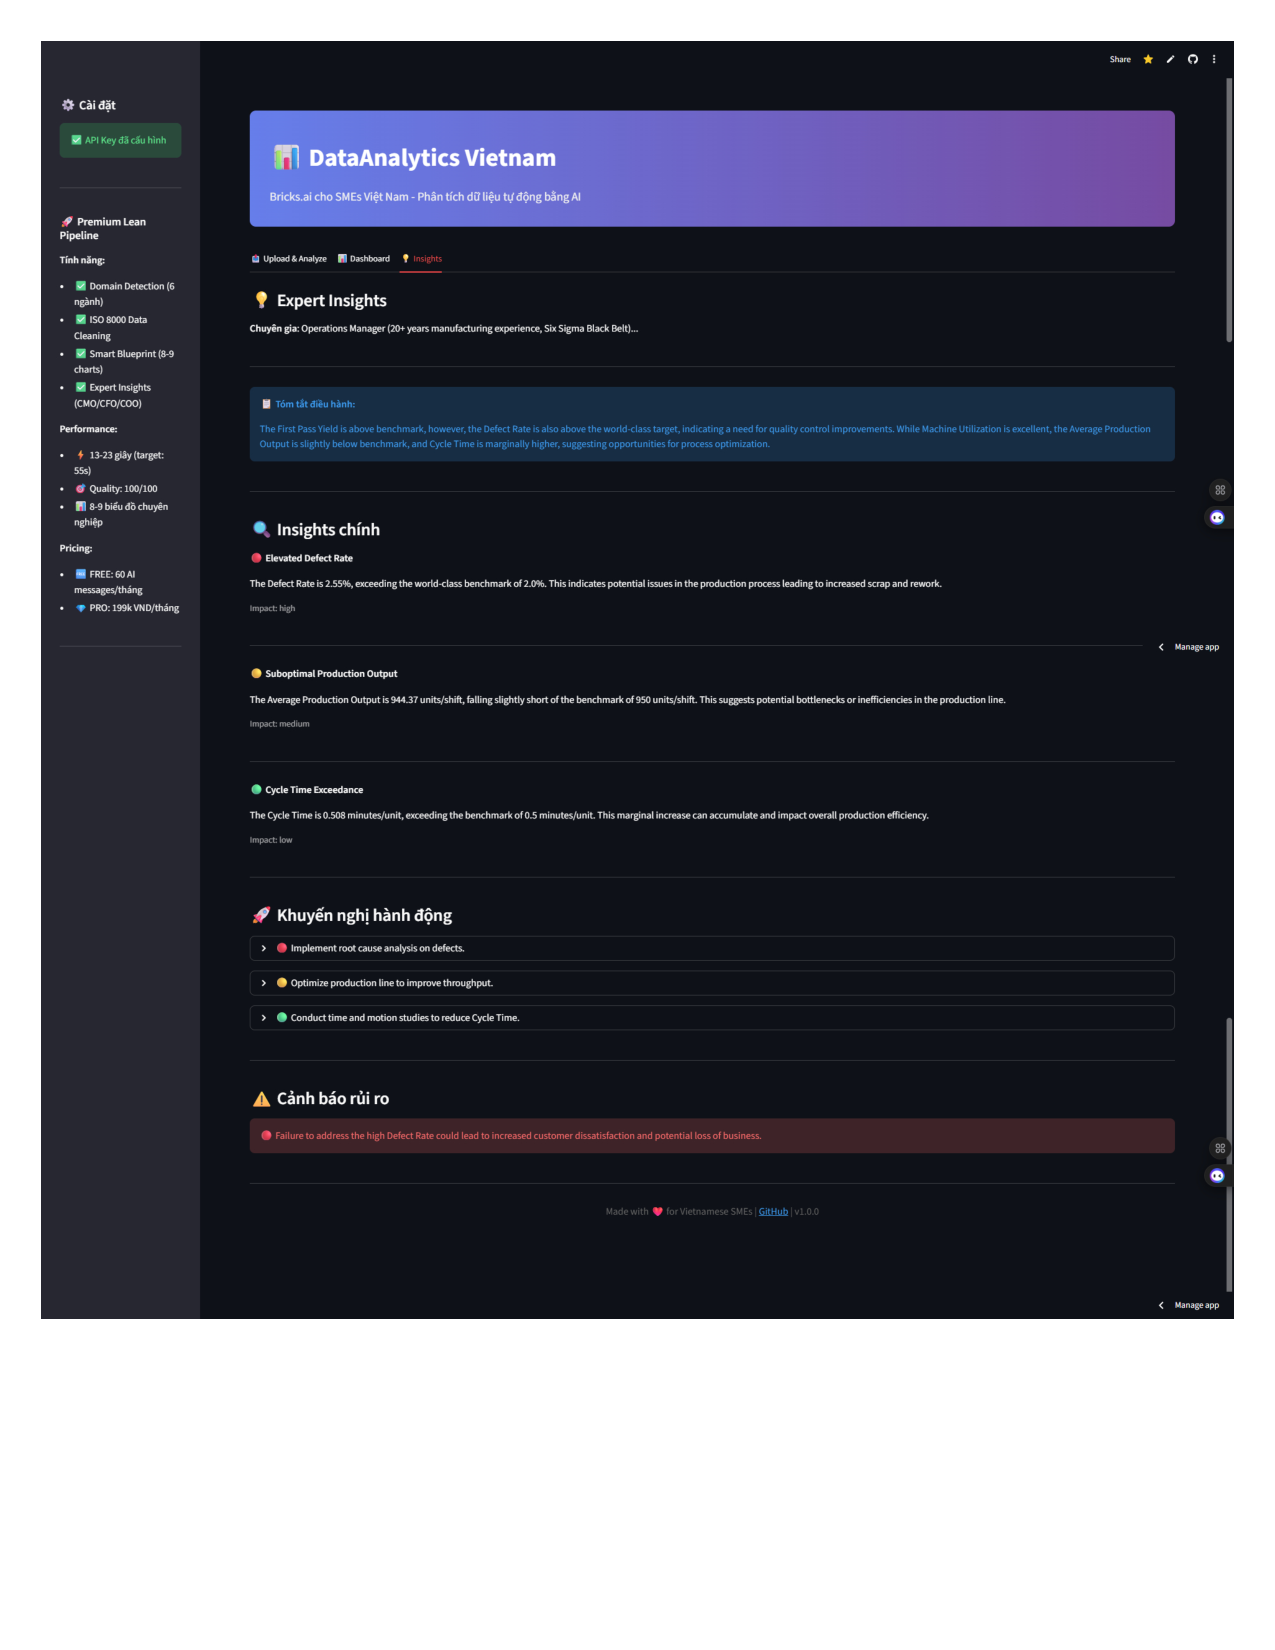 Share
Cài đặt
API Key đã cấu hình
Premium Lean
Pipeline
Tính năng:
Domain Detection (6
ngành)
ISO 8000 Data
Cleaning
Smart Blueprint (8-9
charts)
Expert Insights
(CMO/CFO/COO)
Performance:
13-23 giây (target:
55s)
Quality: 100/100
8-9 biểu đồ chuyên
nghiệp
Pricing:
FREE: 60 AI
messages/tháng
PRO: 199k VND/tháng
DataAnalytics Vietnam
Bricks.ai cho SMEs Việt Nam - Phân tích dữ liệu tự động bằng AI
Upload & Analyze Dashboard Insights
Expert Insights
Chuyên gia: Operations Manager (20+ years manufacturing experience, Six Sigma Black Belt)...
Tóm tắt điều hành:
The First Pass Yield is above benchmark, however, the Defect Rate is also above the world-class target, indicating a need for quality control improvements. While Machine Utilization is excellent, the Average Production
Output is slightly below benchmark, and Cycle Time is marginally higher, suggesting opportunities for process optimization.
Insights chính
Elevated Defect Rate
The Defect Rate is 2.55%, exceeding the world-class benchmark of 2.0%. This indicates potential issues in the production process leading to increased scrap and rework.
Impact: high
Manage app
Suboptimal Production Output
The Average Production Output is 944.37 units/shift, falling slightly short of the benchmark of 950 units/shift. This suggests potential bottlenecks or inefficiencies in the production line.
Impact: medium
Cycle Time Exceedance
The Cycle Time is 0.508 minutes/unit, exceeding the benchmark of 0.5 minutes/unit. This marginal increase can accumulate and impact overall production efficiency.
Impact: low
Khuyến nghị hành động
Implement root cause analysis on defects.
Optimize production line to improve throughput.
Conduct time and motion studies to reduce Cycle Time.
Cảnh báo rủi ro
Failure to address the high Defect Rate could lead to increased customer dissatisfaction and potential loss of business.
Made with ❤️ for Vietnamese SMEs | GitHub | v1.0.0
Manage app